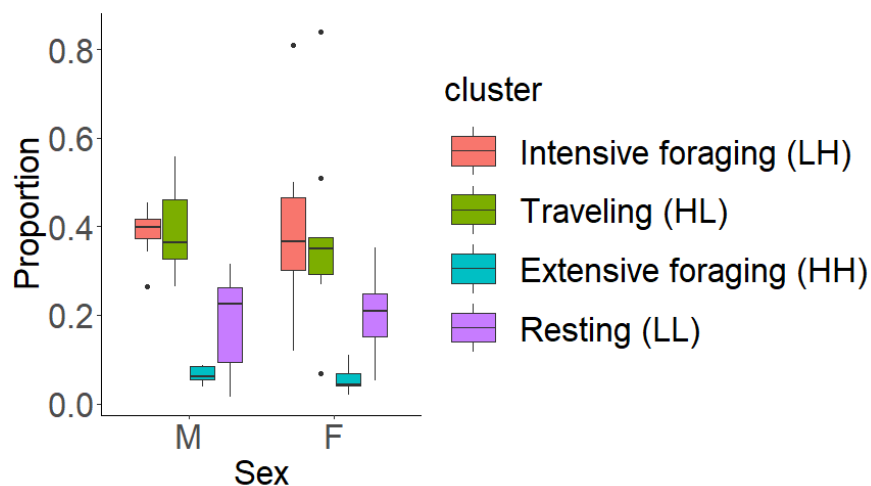 0.8
0.6
0.4
0.2
0.0
Proportion
M F
Sex
cluster
Intensive foraging (LH)
Traveling (HL)
Extensive foraging (HH)
Resting (LL)